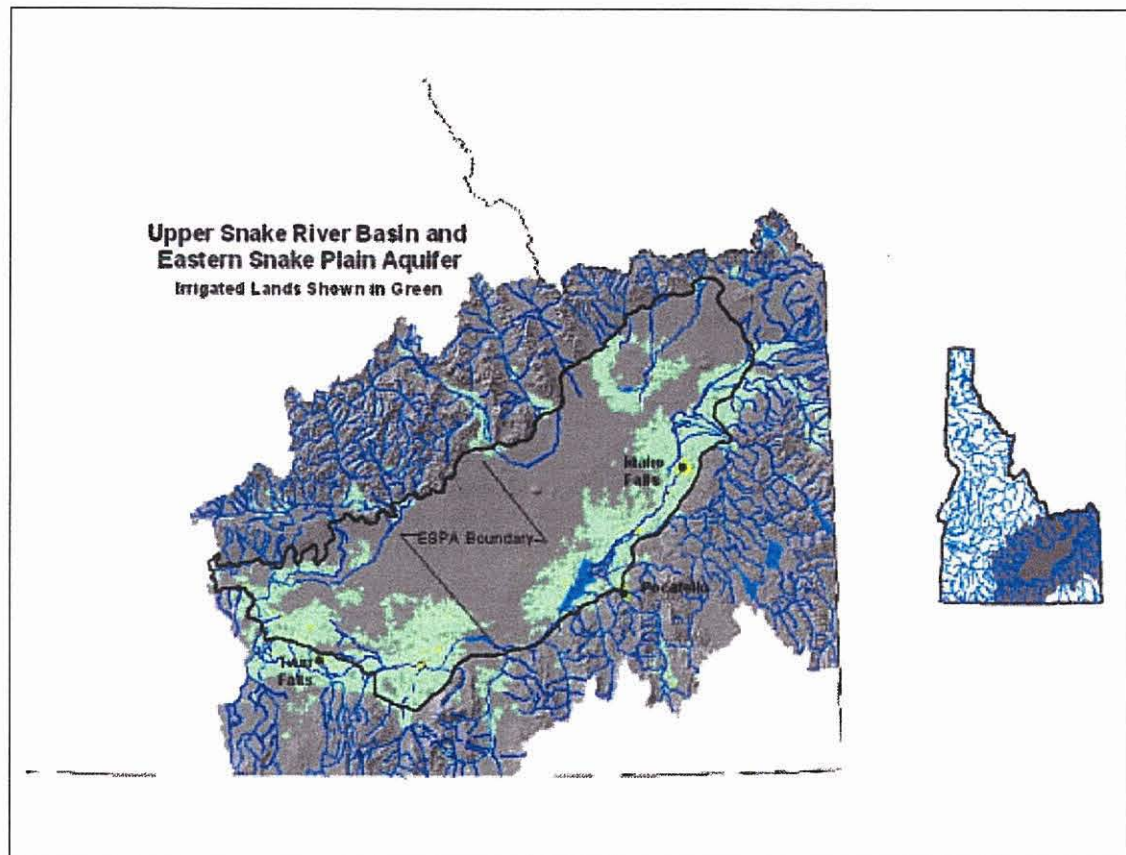 Upper Snake River Basin and
Eastern Snake Plain Aquifer
Irrigated Lands Shown in Green
Idaho
Falls
ESPA Boundary
Pocatello
Twin
Falls